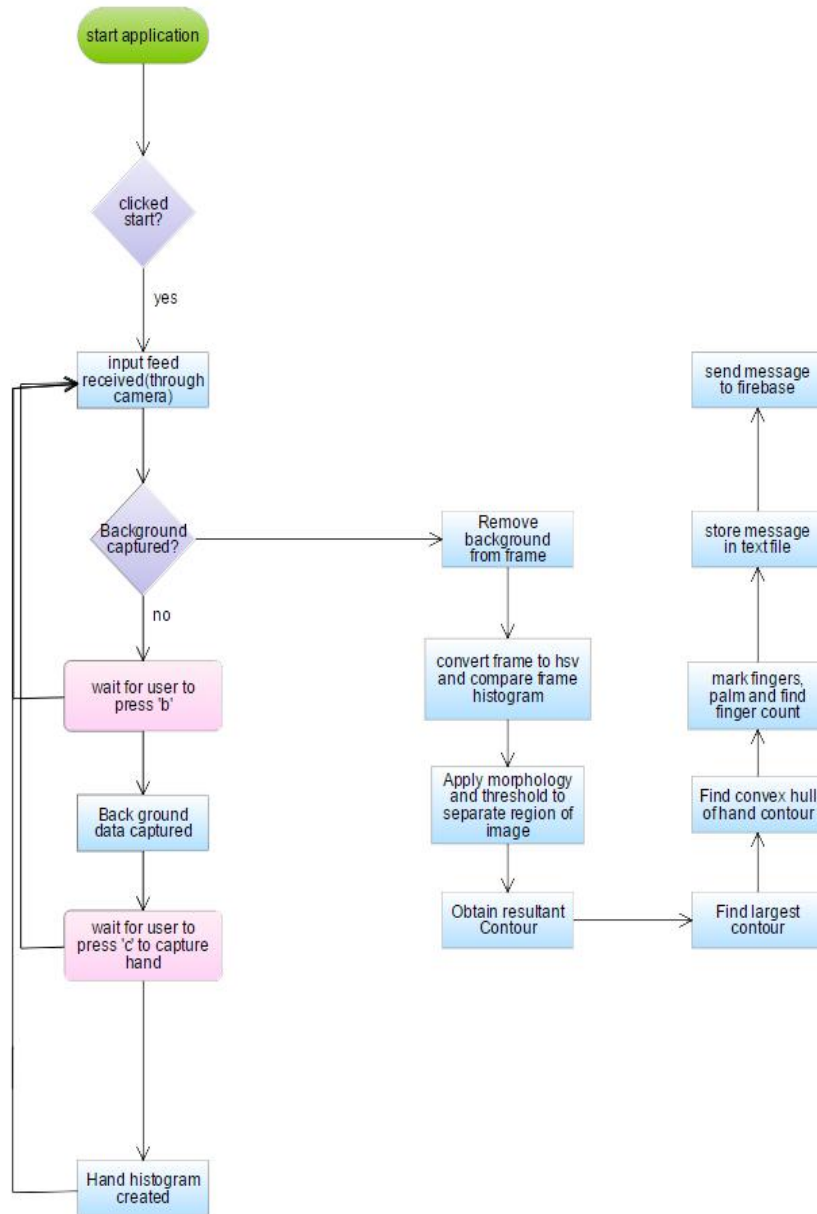 start application
clicked
start?
yes
input feed
received(through
camera)
Background
captured?
no
wait for user to
press 'b'
Back ground
data captured
wait for user to
press 'c' to capture
hand
Hand histogram
created
Remove
background
from frame
convert frame to hsv
and compare frame
histogram
Apply morphology
and threshold to
separate region of
image
Obtain resultant
Contour
Find largest
contour
Find convex hull
of hand contour
mark fingers,
palm and find
finger count
store message
in text file
send message
to firebase